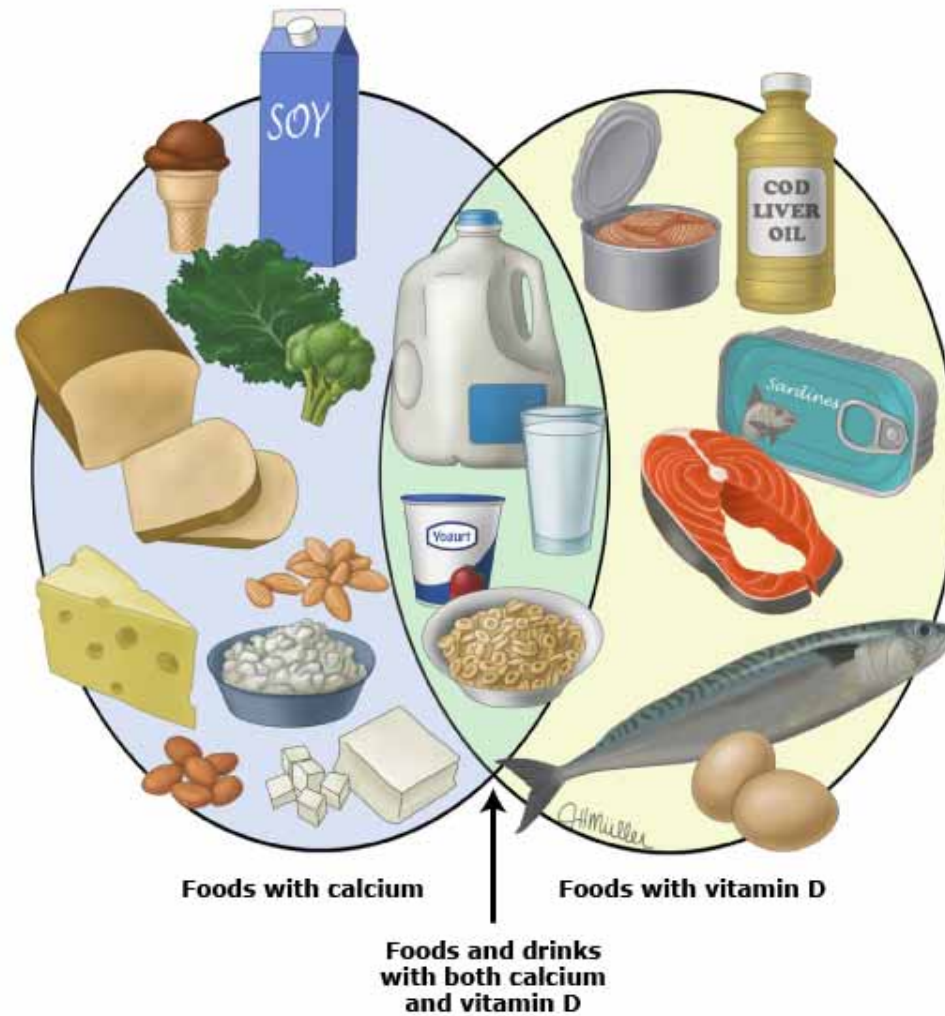 SOY
COD
LIVER
OIL
Sardines
Yogurt
Foods with calcium
Foods with vitamin D
Foods and drinks
with both calcium
and vitamin D